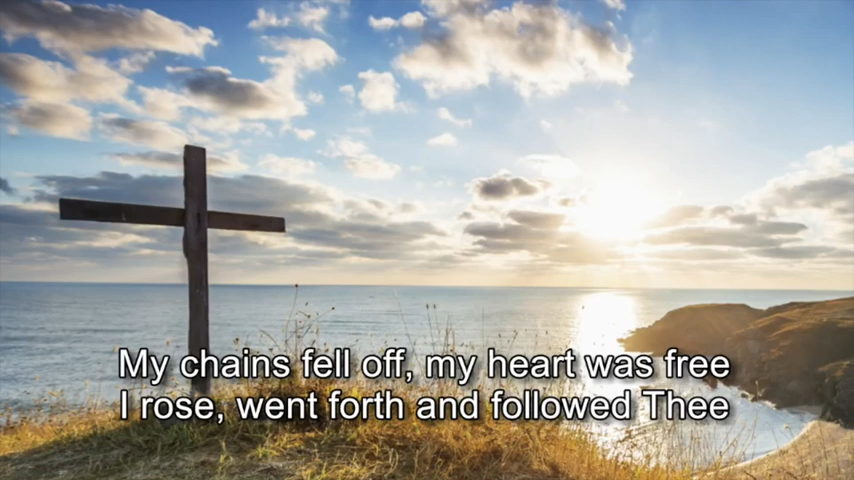 My chains fell off, my heart was free
I rose, went forth and followed Thee